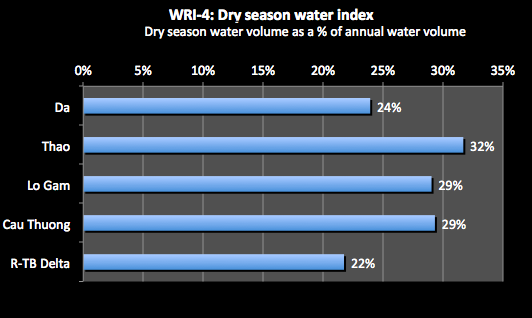 WRI-4: Dry season water index
Dry season water volume as a % of annual water volume
0% 5% 10% 15% 20% 25% 30% 35%
Da 24%
Thao 32%
Lo Gam 29%
Cau Thuong 29%
R-TB Delta 22%